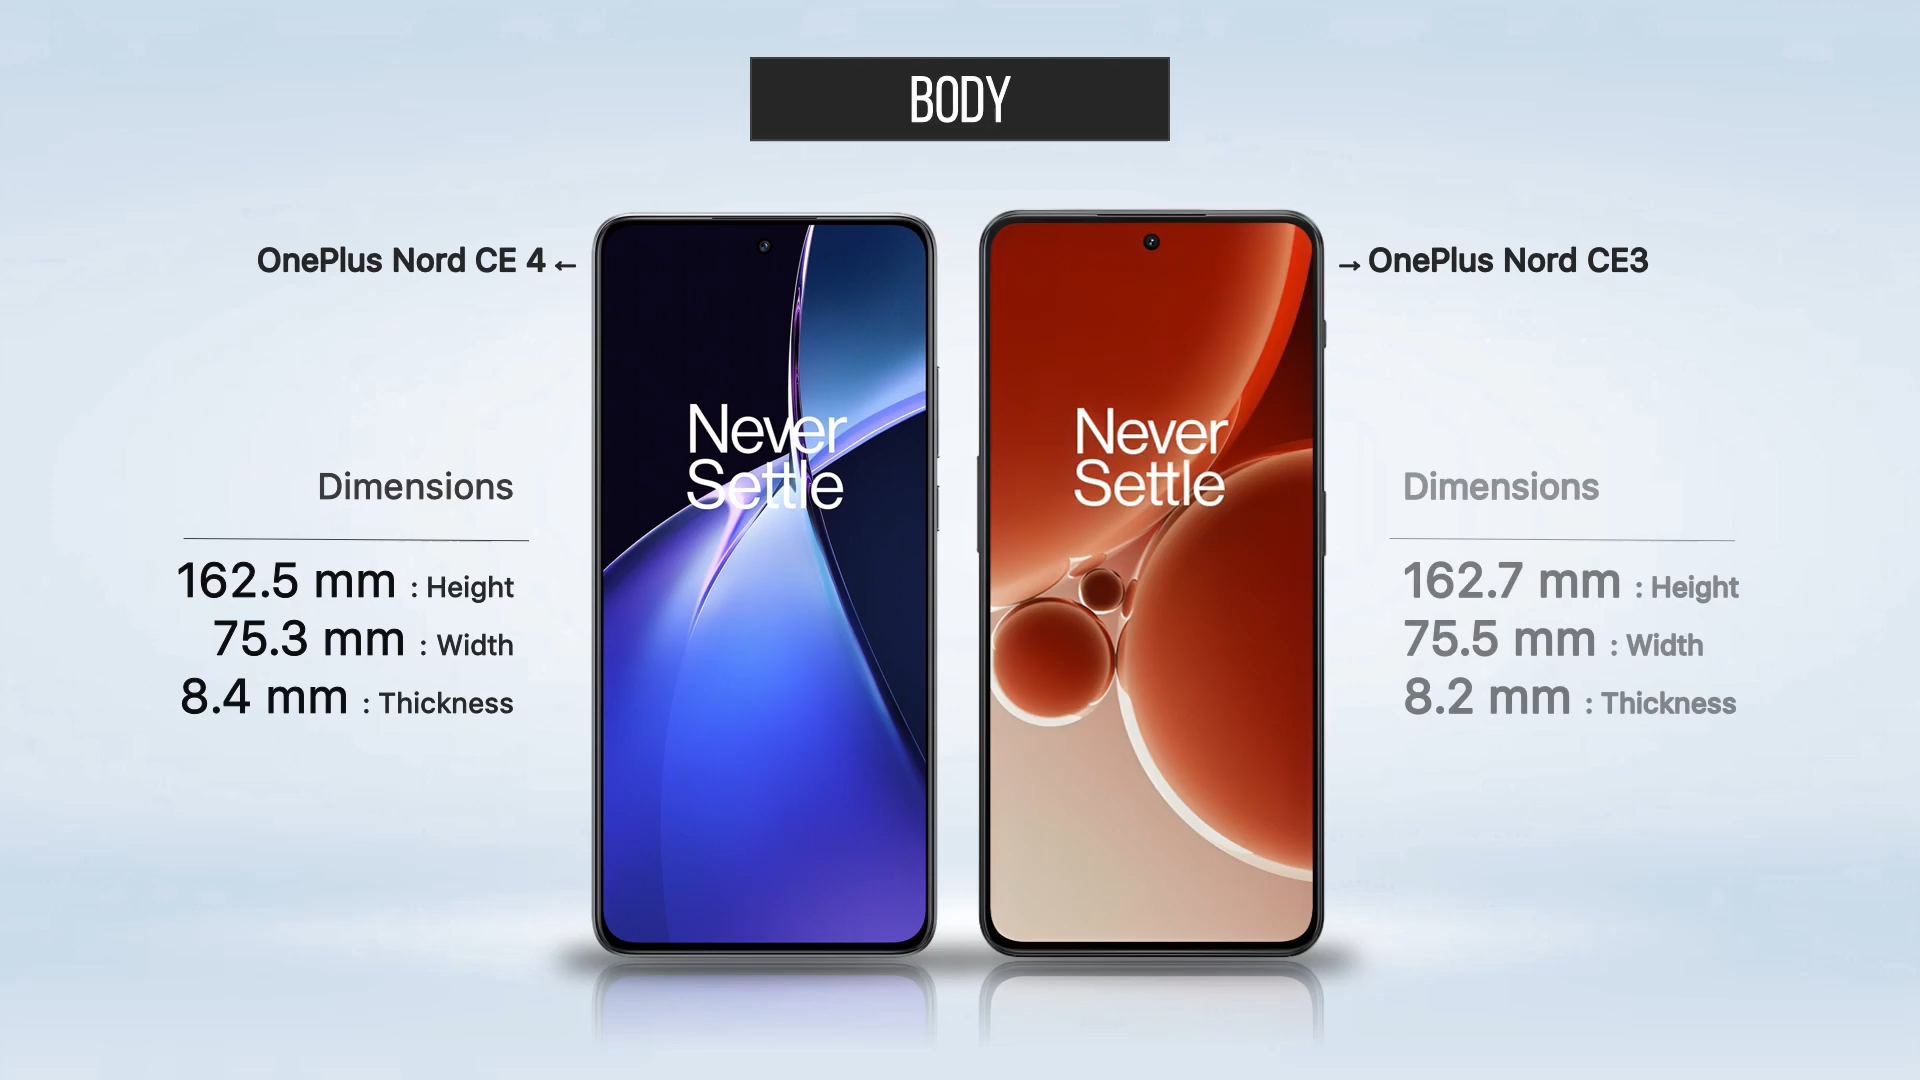 BODY
OnePlus Nord CE 4 ←
→ OnePlus Nord CE3
Never
Settle
Never
Settle
Dimensions
162.5 mm : Height
75.3 mm : Width
8.4 mm : Thickness
Dimensions
162.7 mm : Height
75.5 mm : Width
8.2 mm : Thickness